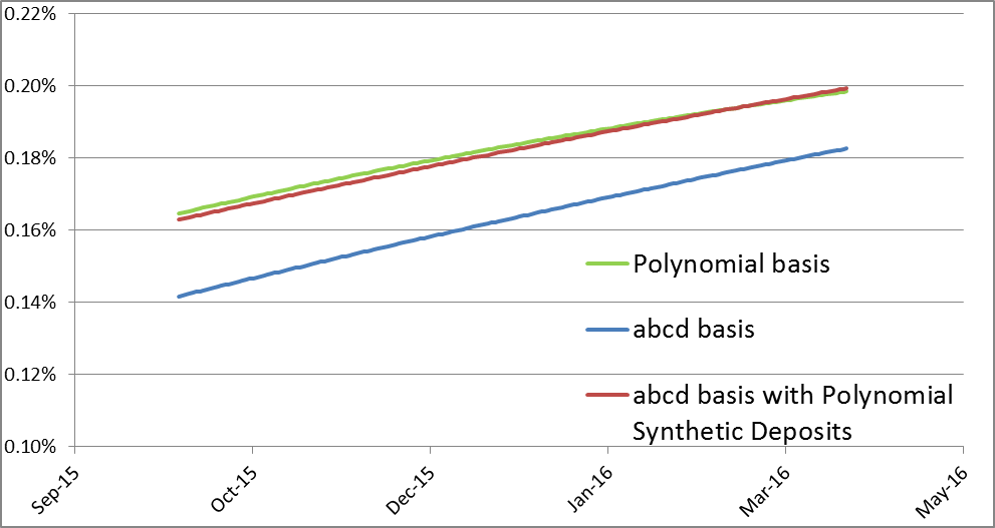 0.22%
0.20%
0.18%
0.16%
0.14%
0.12%
0.10%
Polynomial basis
abcd basis
abcd basis with Polynomial
Synthetic Deposits
Sep-15
Oct-15
Dec-15
Jan-16
Mar-16
May-16